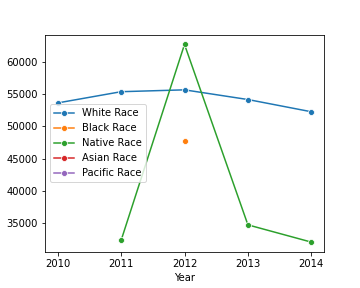 60000
55000
50000
45000
40000
35000
White Race
Black Race
Native Race
Asian Race
Pacific Race
2010 2011 2012 2013 2014
Year